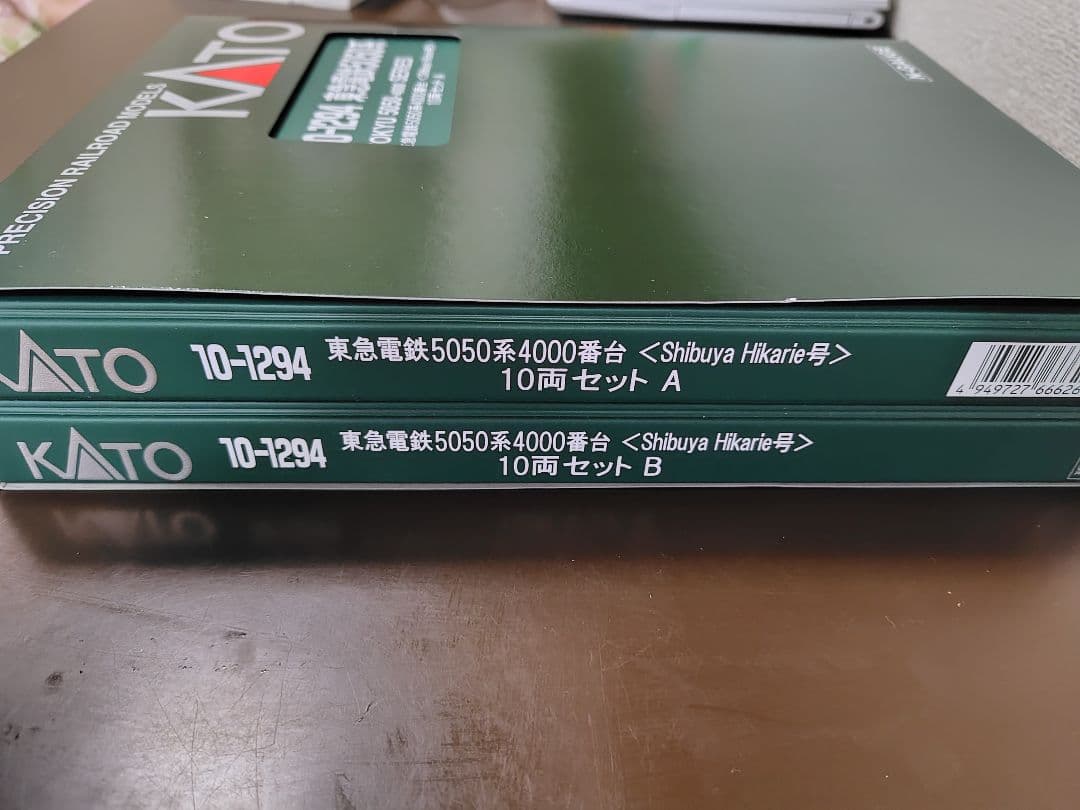 PRECISION RAILROAD MODELS
KATO
KATO
10-1294
東急電鉄5050系4000番台 <Shibuya Hikarie号>
10両セット A
4 949727 66626
KATO
10-1294
東急電鉄5050系4000番台 <Shibuya Hikarie号>
10両セット B